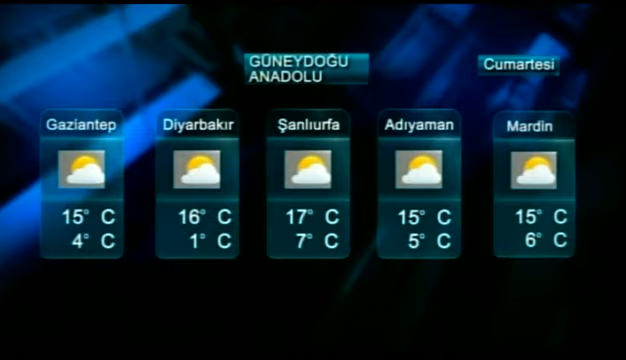 GÜNEYDOĞU
ANADOLU
Cumartesi
Gaziantep
Diyarbakır
Şanlıurfa
Adıyaman
Mardin
15° C
16° C
17° C
15° C
15° C
4° C
1° C
7° C
5° C
6° C